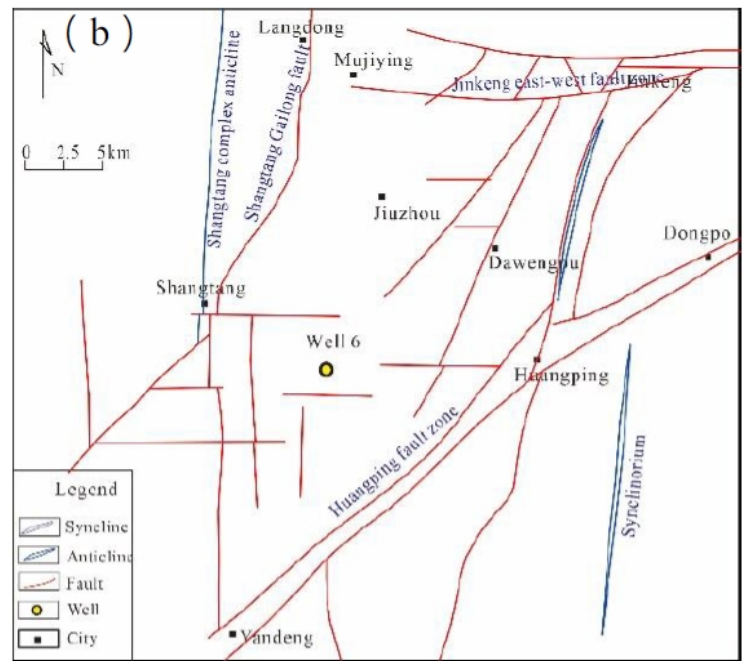 (b)
Langdong
Mujiying
N
Jinkeng east-west fault zone
Jinkeng
Shangtang complex anticline
Shangtang Gailong fault
0 2.5 5km
Jiuzhou
Dongpo
Dawengpu
Shangtang
Well 6
Huangping
Huangping fault zone
Synclinorium
Legend
Syncline
Anticline
Fault
Well
City
Yandeng